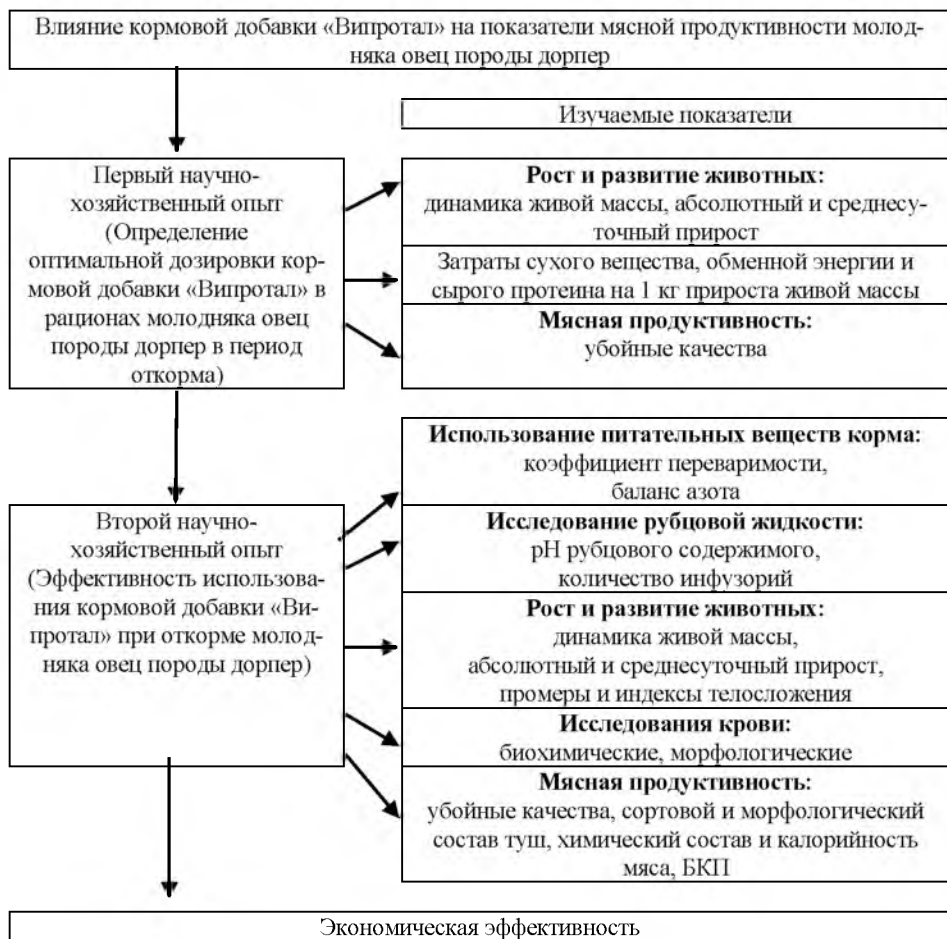 Влияние кормовой добавки «Випротал» на показатели мясной продуктивности молод-
няка овец породы дорпер
Изучаемые показатели
Первый научно-
хозяйственный опыт
(Определение
оптимальной дозировки кор-
мовой добавки «Випротал» в
рационах молодняка овец
породы дорпер в период
откорма)
Рост и развитие животных:
динамика живой массы, абсолютный и среднесу-
точный прирост
Затраты сухого вещества, обменной энергии и
сырого протеина на 1 кг прироста живой массы
Мясная продуктивность:
убойные качества
Второй научно-
хозяйственный опыт
(Эффективность использова-
ния кормовой добавки «Ви-
протал» при откорме молод-
няка овец породы дорпер)
Использование питательных веществ корма:
коэффициент переваримости,
баланс азота
Исследование рубцовой жидкости:
рН рубцового содержимого,
количество инфузорий
Рост и развитие животных:
динамика живой массы,
абсолютный и среднесуточный прирост,
промеры и индексы телосложения
Исследования крови:
биохимические, морфологические
Мясная продуктивность:
убойные качества, сортовой и морфологический
состав туш, химический состав и калорийность
мяса, БКП
Экономическая эффективность